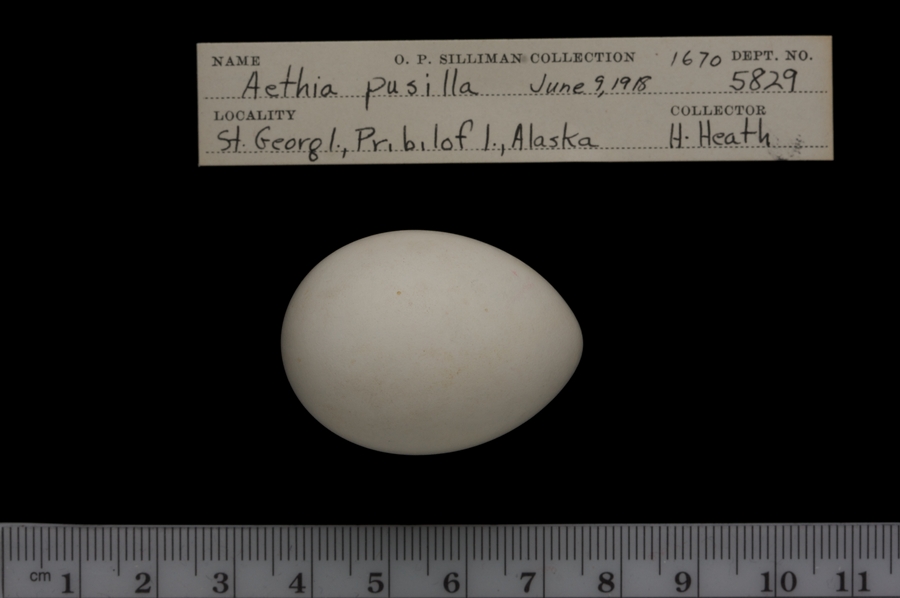 NAME O. P. SILLIMAN COLLECTION 1670 DEPT. NO.
Aethia pusilla June 9, 1918 5829
LOCALITY COLLECTOR
St. Georg I., Pribilof I., Alaska H. Heath
cm 1 2 3 4 5 6 7 8 9 10 11